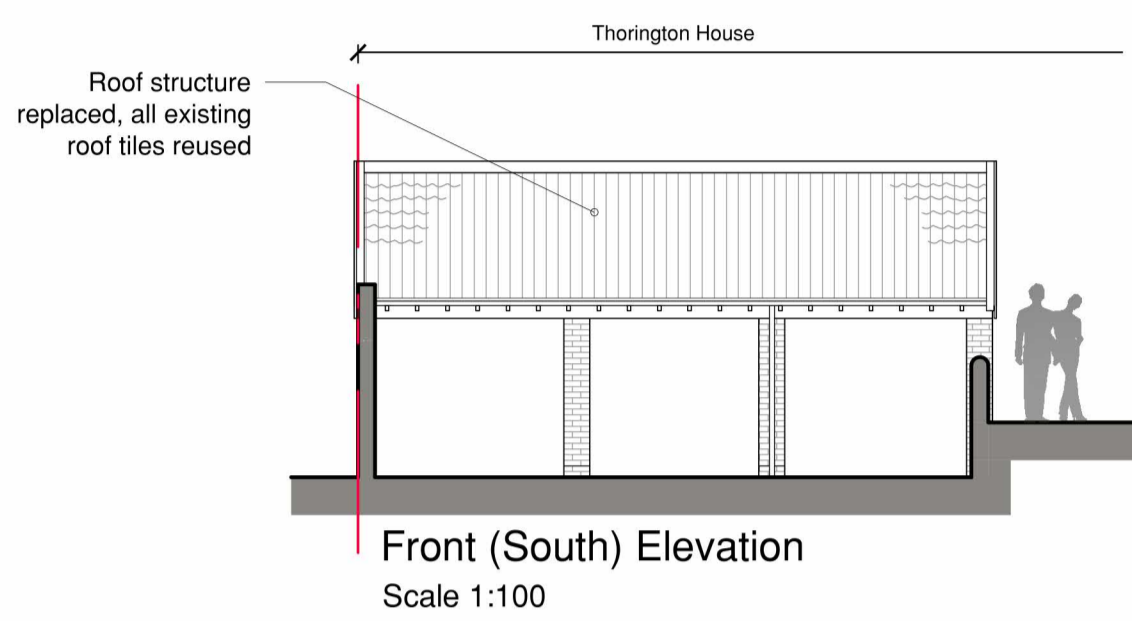 Thorington House
Roof structure
replaced, all existing
roof tiles reused
Front (South) Elevation
Scale 1:100